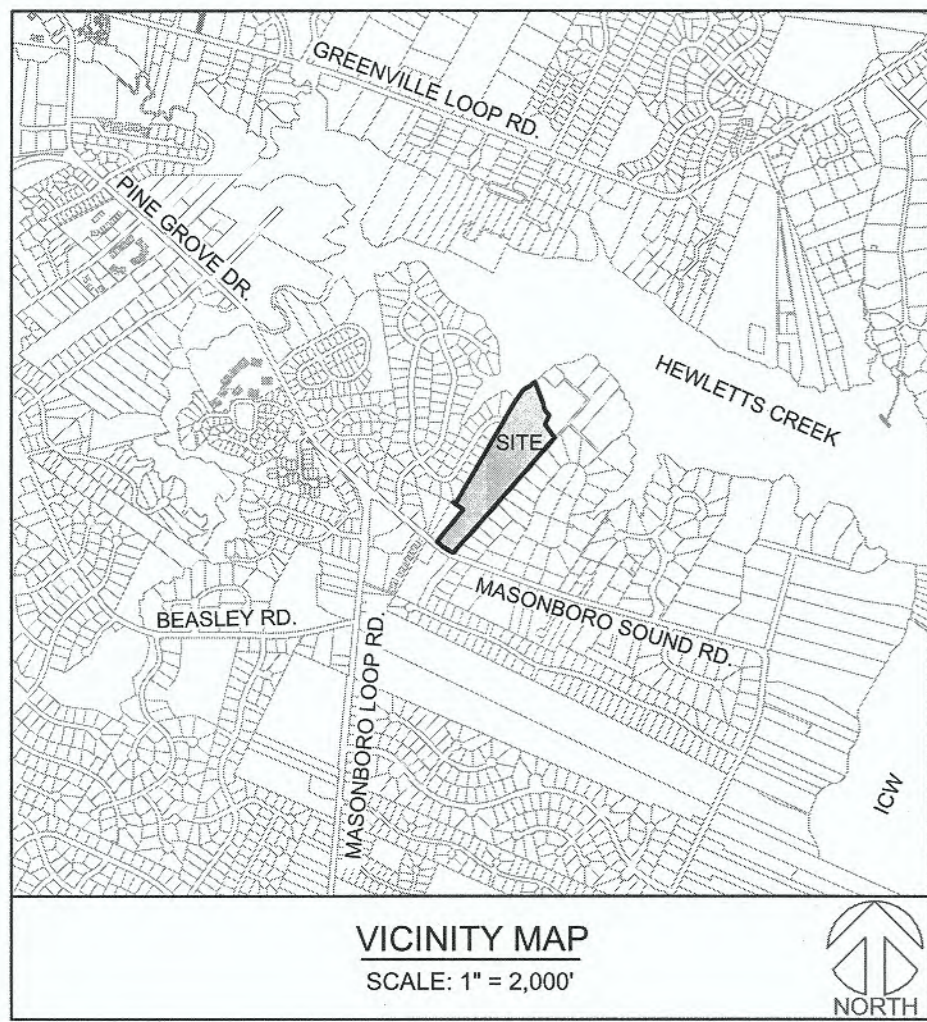 GREENVILLE LOOP RD.
PINE GROVE DR.
HEWLETTS CREEK
SITE
MASONBORO SOUND RD.
BEASLEY RD.
MASONBORO LOOP RD.
ICW
VICINITY MAP
SCALE: 1" = 2,000'
NORTH